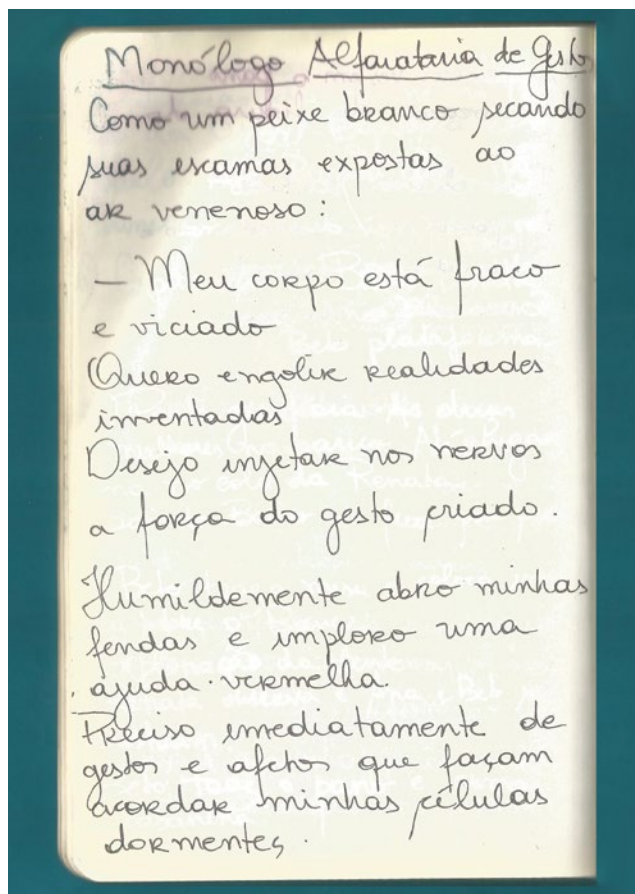 Monólogo Alfaiataria de Gesto
Como um peixe branco secando
suas escamas expostas ao
ar venenoso:
— Meu corpo está fraco
e viciado
Quero engolir realidades
inventadas
Desejo injetar nos nervos
a força do gesto criado.
Humildemente abro minhas
fendas e imploro uma
ajuda vermelha.
Preciso imediatamente de
gestos e afetos que façam
acordar minhas células
dormentes.